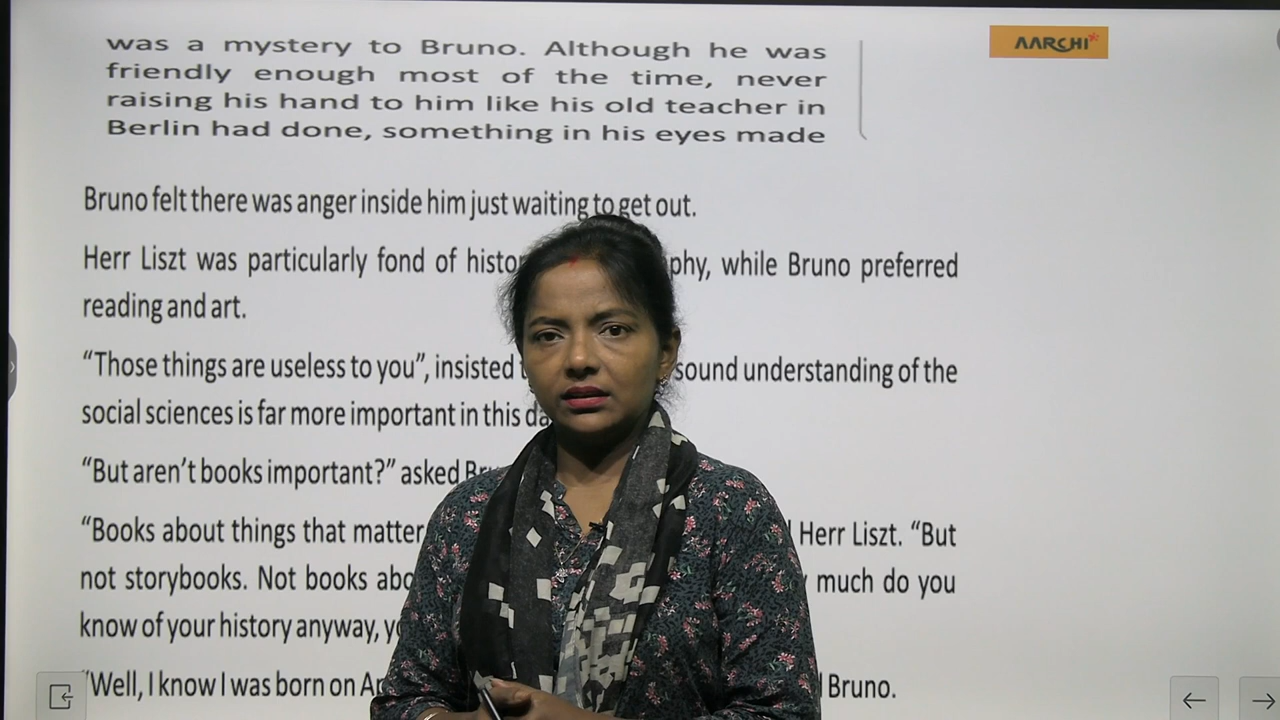 was a mystery to Bruno. Although he was
AARCHI*
friendly enough most of the time, never
raising his hand to him like his old teacher in
Berlin had done, something in his eyes made
Bruno felt there was anger inside him just waiting to get out.
Herr Liszt was particularly fond of histo phy, while Bruno preferred
reading and art.
“Those things are useless to you”, insisted sound understanding of the
social sciences is far more important in this da
“But aren’t books important?” asked Bru
“Books about things that matter Herr Liszt. “But
not storybooks. Not books abo much do you
know of your history anyway, yo
“Well, I know I was born on Ap Bruno.